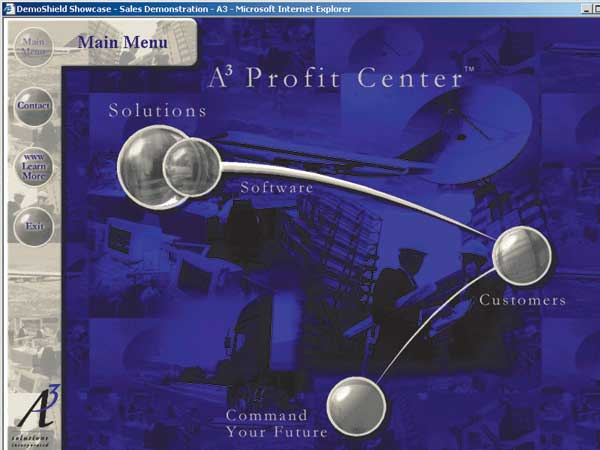 DemoShield Showcase - Sales Demonstration - A3 - Microsoft Internet Explorer
Main
Menu
Main Menu
A³ Profit Center™
Solutions
Contact
Software
www
Learn
More
Exit
Customers
Command
Your Future
A³
solutions
incorporated